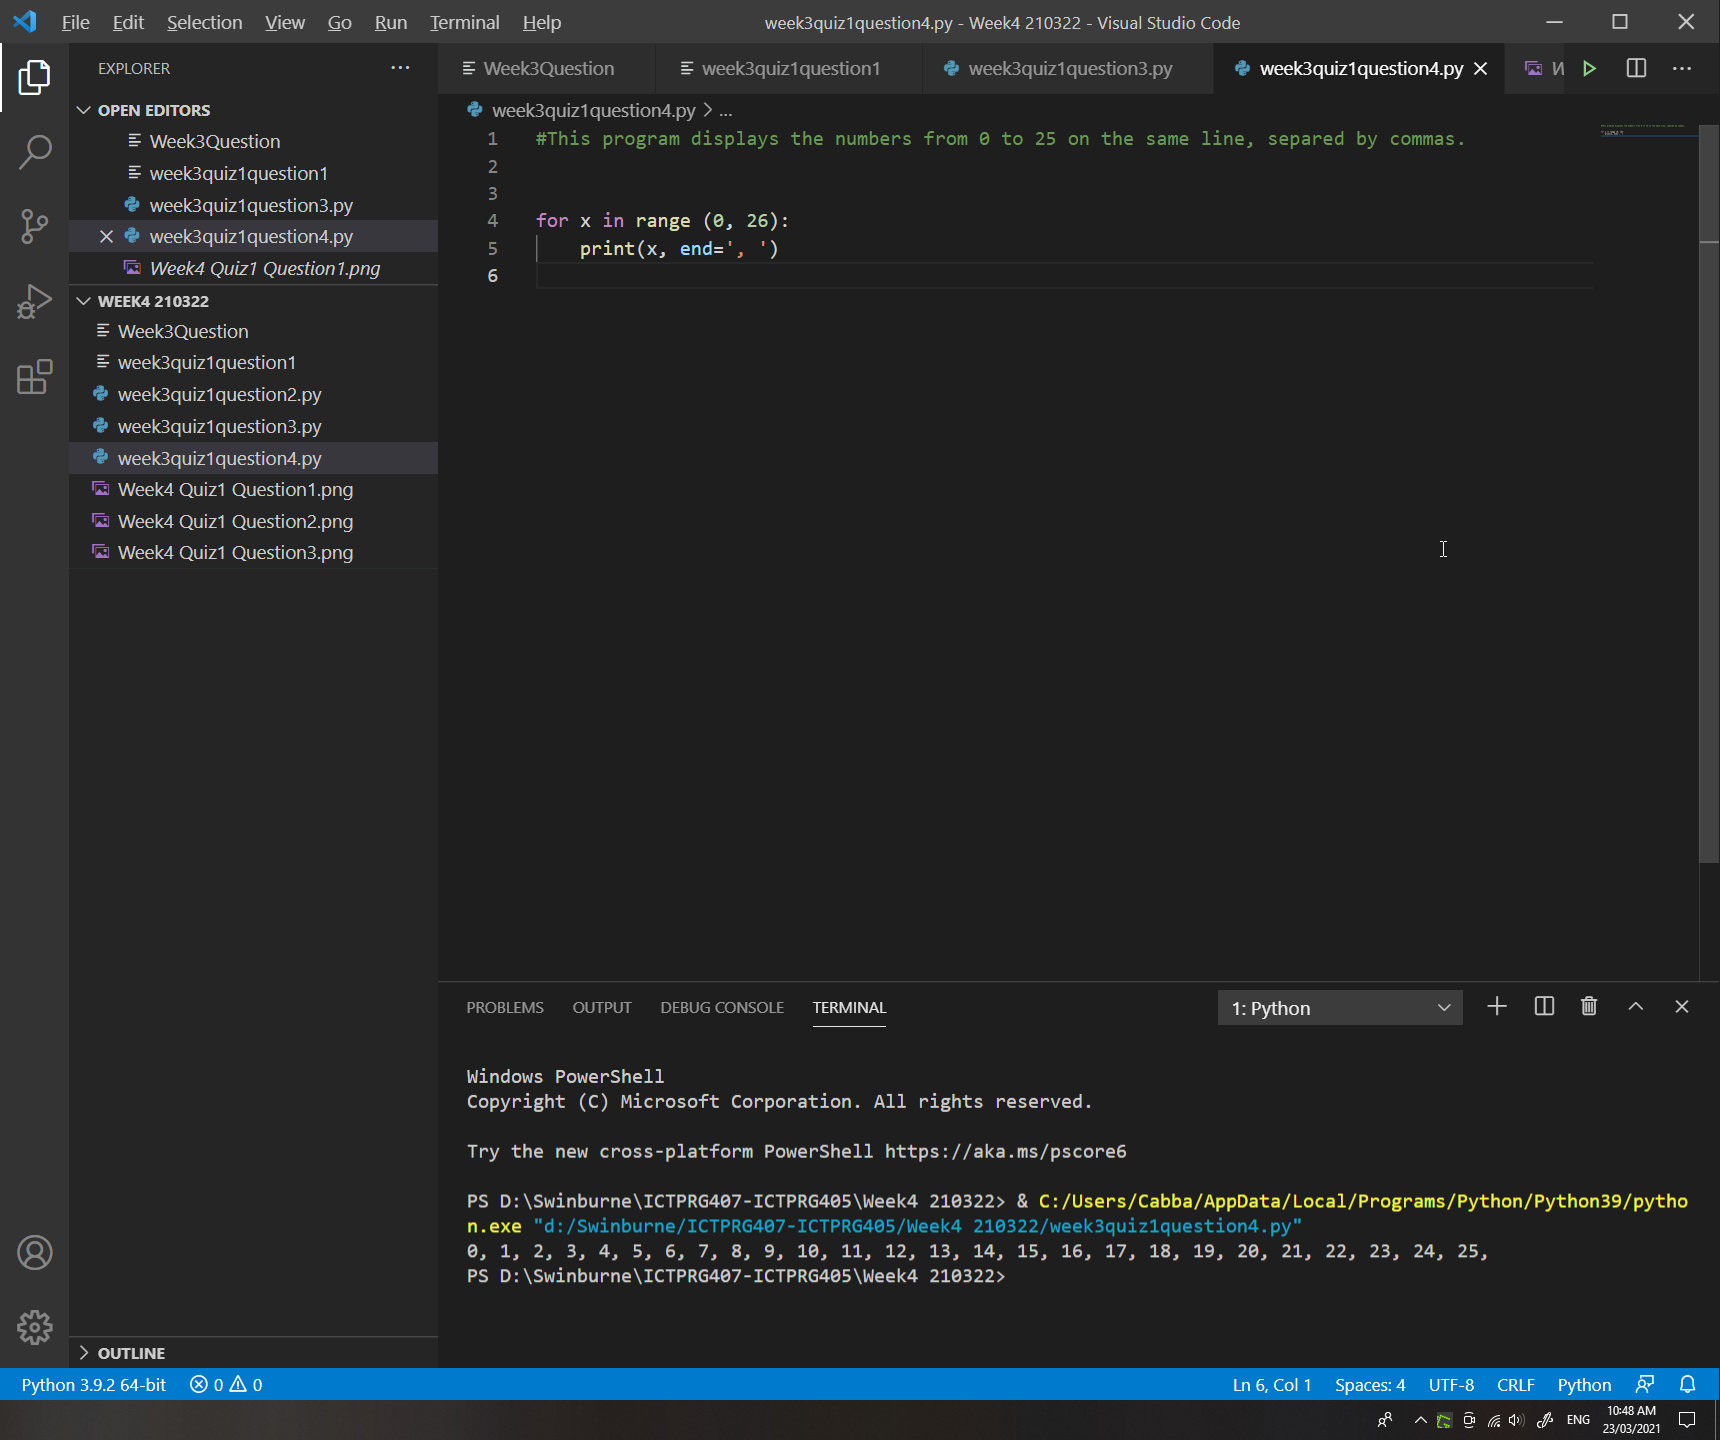 File Edit Selection View Go Run Terminal Help
week3quiz1question4.py - Week4 210322 - Visual Studio Code
EXPLORER
OPEN EDITORS
Week3Question
week3quiz1question1
week3quiz1question3.py
week3quiz1question4.py
Week4 Quiz1 Question1.png
WEEK4 210322
Week3Question
week3quiz1question1
week3quiz1question2.py
week3quiz1question3.py
week3quiz1question4.py
Week4 Quiz1 Question1.png
Week4 Quiz1 Question2.png
Week4 Quiz1 Question3.png
OUTLINE
Week3Question week3quiz1question1 week3quiz1question3.py week3quiz1question4.py W
week3quiz1question4.py > ...
1 #This program displays the numbers from 0 to 25 on the same line, separed by commas.
2
3
4 for x in range (0, 26):
5 print(x, end=', ')
6
PROBLEMS OUTPUT DEBUG CONSOLE TERMINAL 1: Python
Windows PowerShell
Copyright (C) Microsoft Corporation. All rights reserved.
Try the new cross-platform PowerShell https://aka.ms/pscore6
PS D:\Swinburne\ICTPRG407-ICTPRG405\Week4 210322> & C:/Users/Cabba/AppData/Local/Programs/Python/Python39/pytho
n.exe "d:/Swinburne/ICTPRG407-ICTPRG405/Week4 210322/week3quiz1question4.py"
0, 1, 2, 3, 4, 5, 6, 7, 8, 9, 10, 11, 12, 13, 14, 15, 16, 17, 18, 19, 20, 21, 22, 23, 24, 25,
PS D:\Swinburne\ICTPRG407-ICTPRG405\Week4 210322>
Python 3.9.2 64-bit 0 0 Ln 6, Col 1 Spaces: 4 UTF-8 CRLF Python
ENG 10:48 AM
23/03/2021